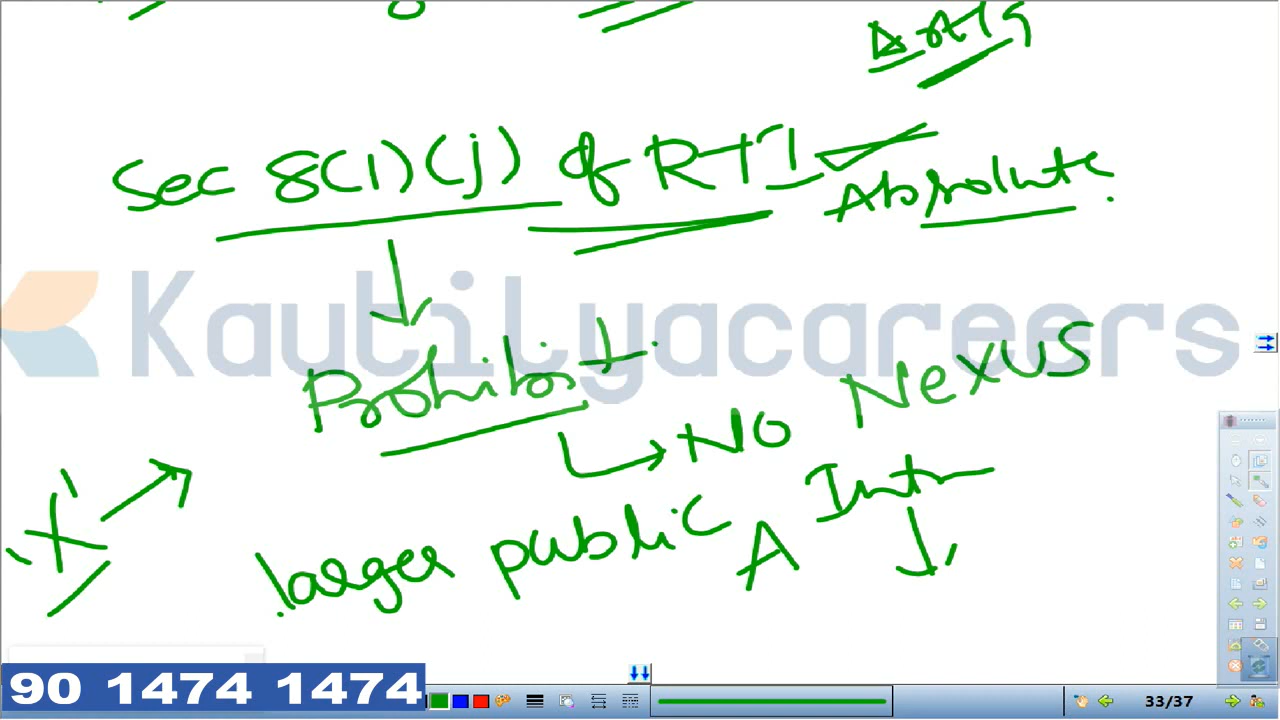 Sec 8(1)(j) of RTI
Absolute.
Kautilyacareers
Prohibit
No Nexus
'X'
larger public Int
A
90 1474 1474
33/37